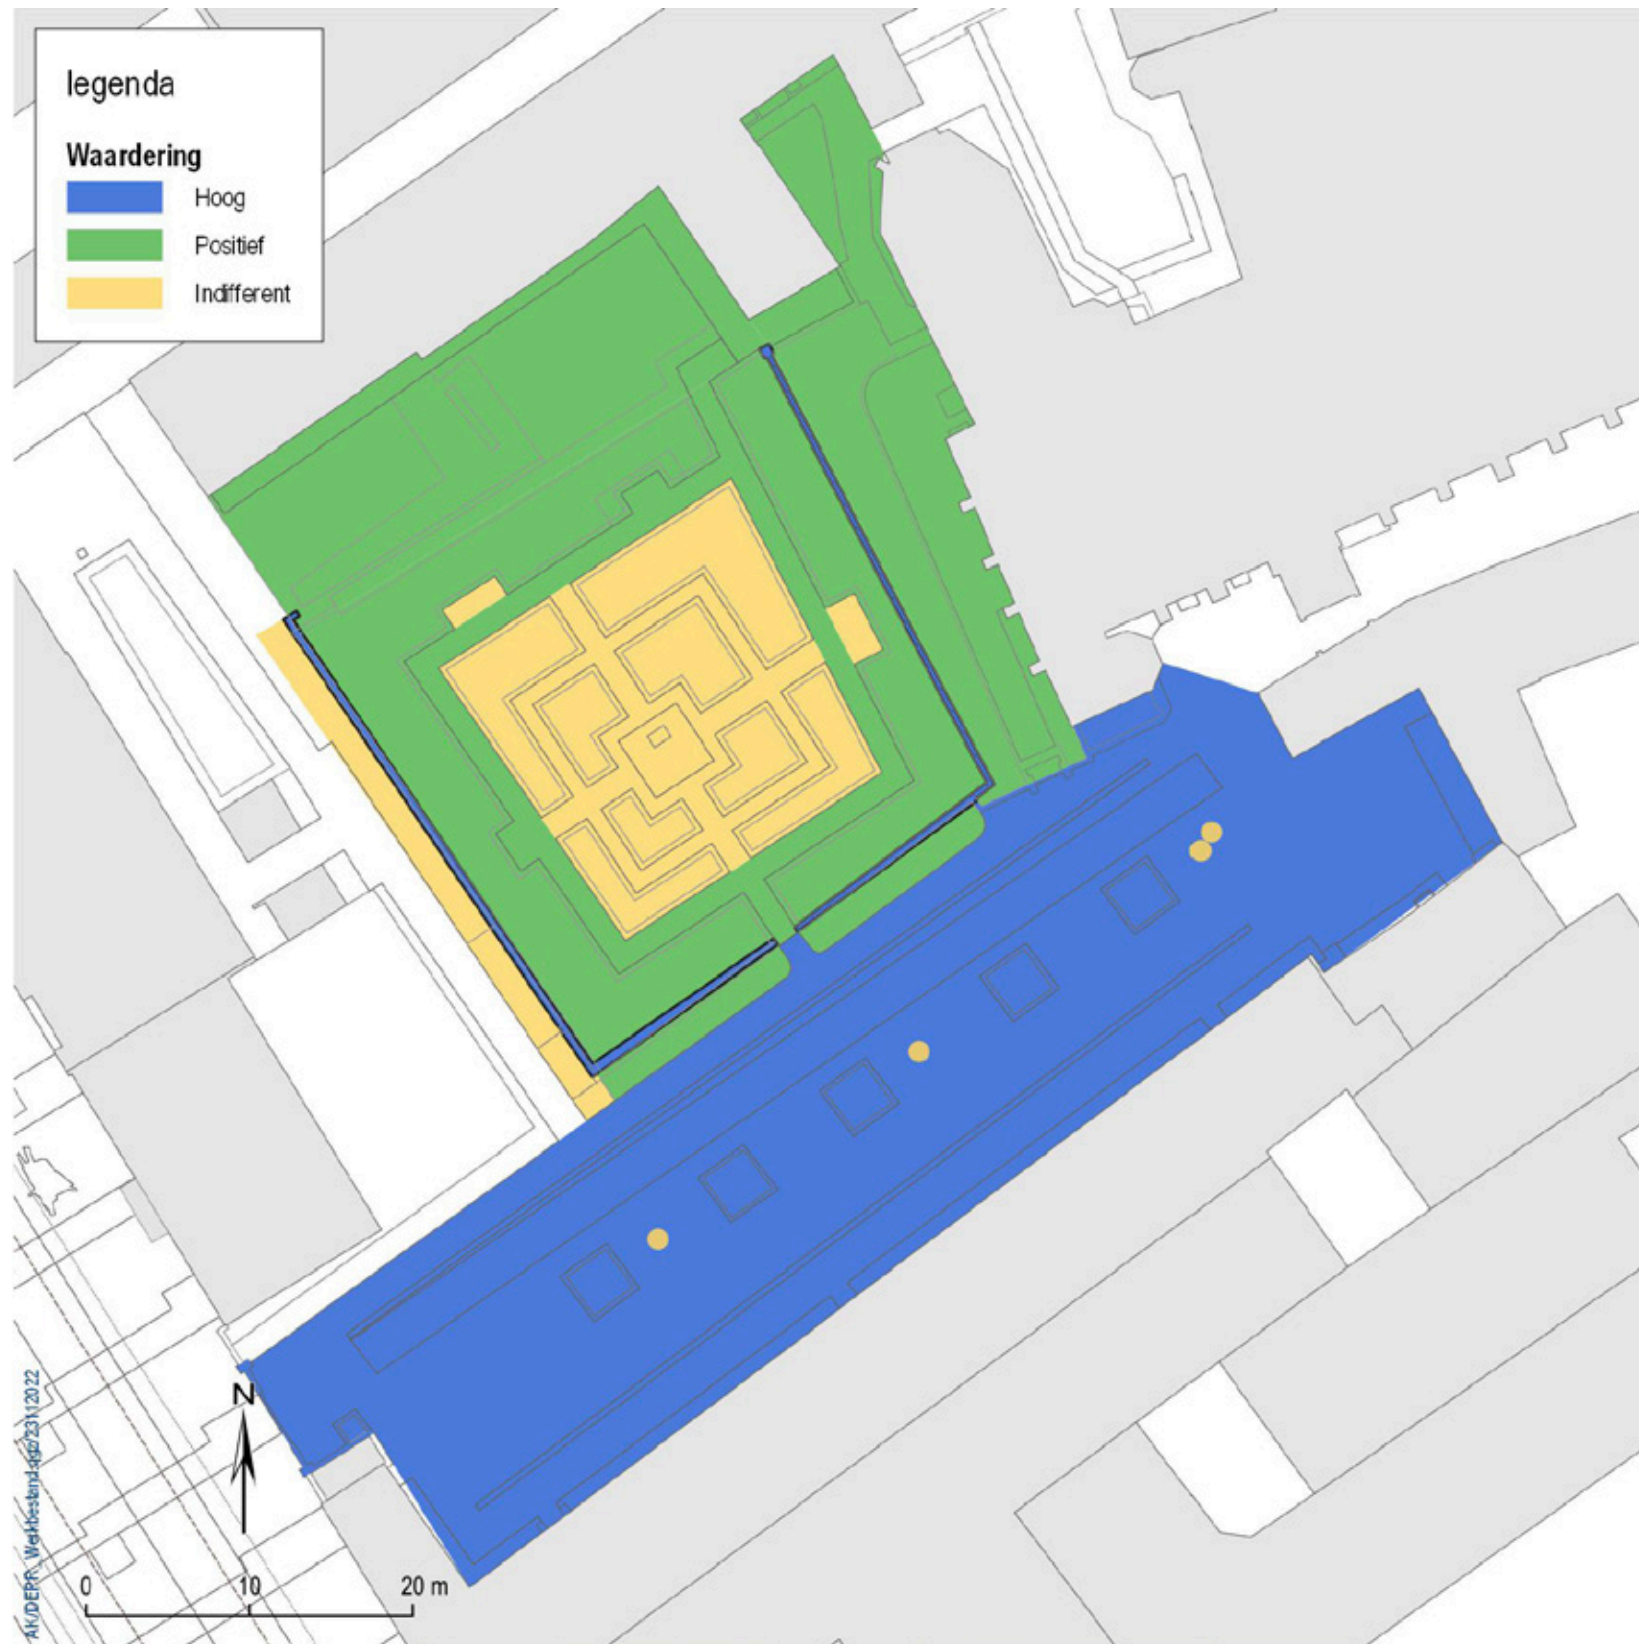 legenda
Waardering
Hoog
Positief
Indifferent
N
0 10 20 m